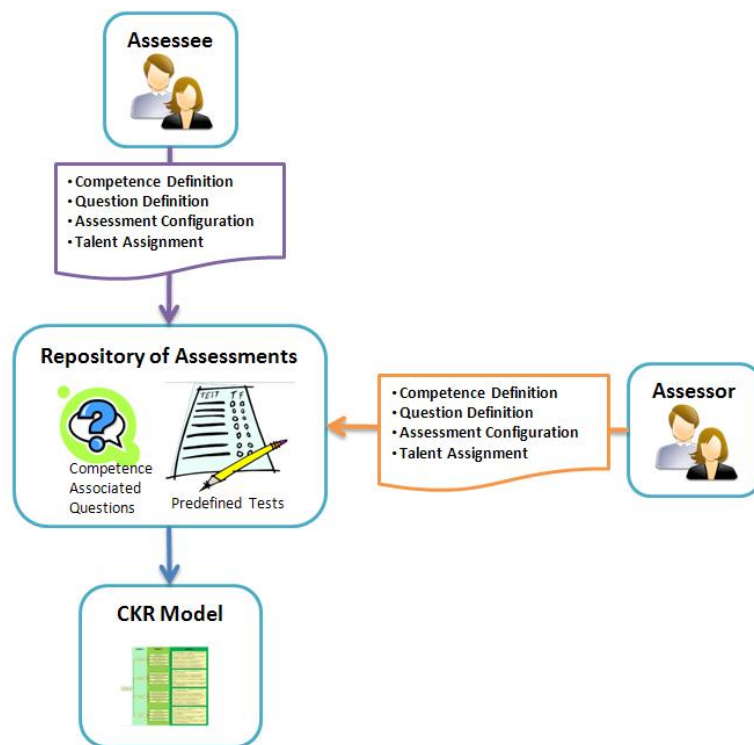 Assessee
• Competence Definition
• Question Definition
• Assessment Configuration
• Talent Assignment
Repository of Assessments
TEST T F
Competence
Associated
Questions
Predefined Tests
• Competence Definition
• Question Definition
• Assessment Configuration
• Talent Assignment
Assessor
CKR Model